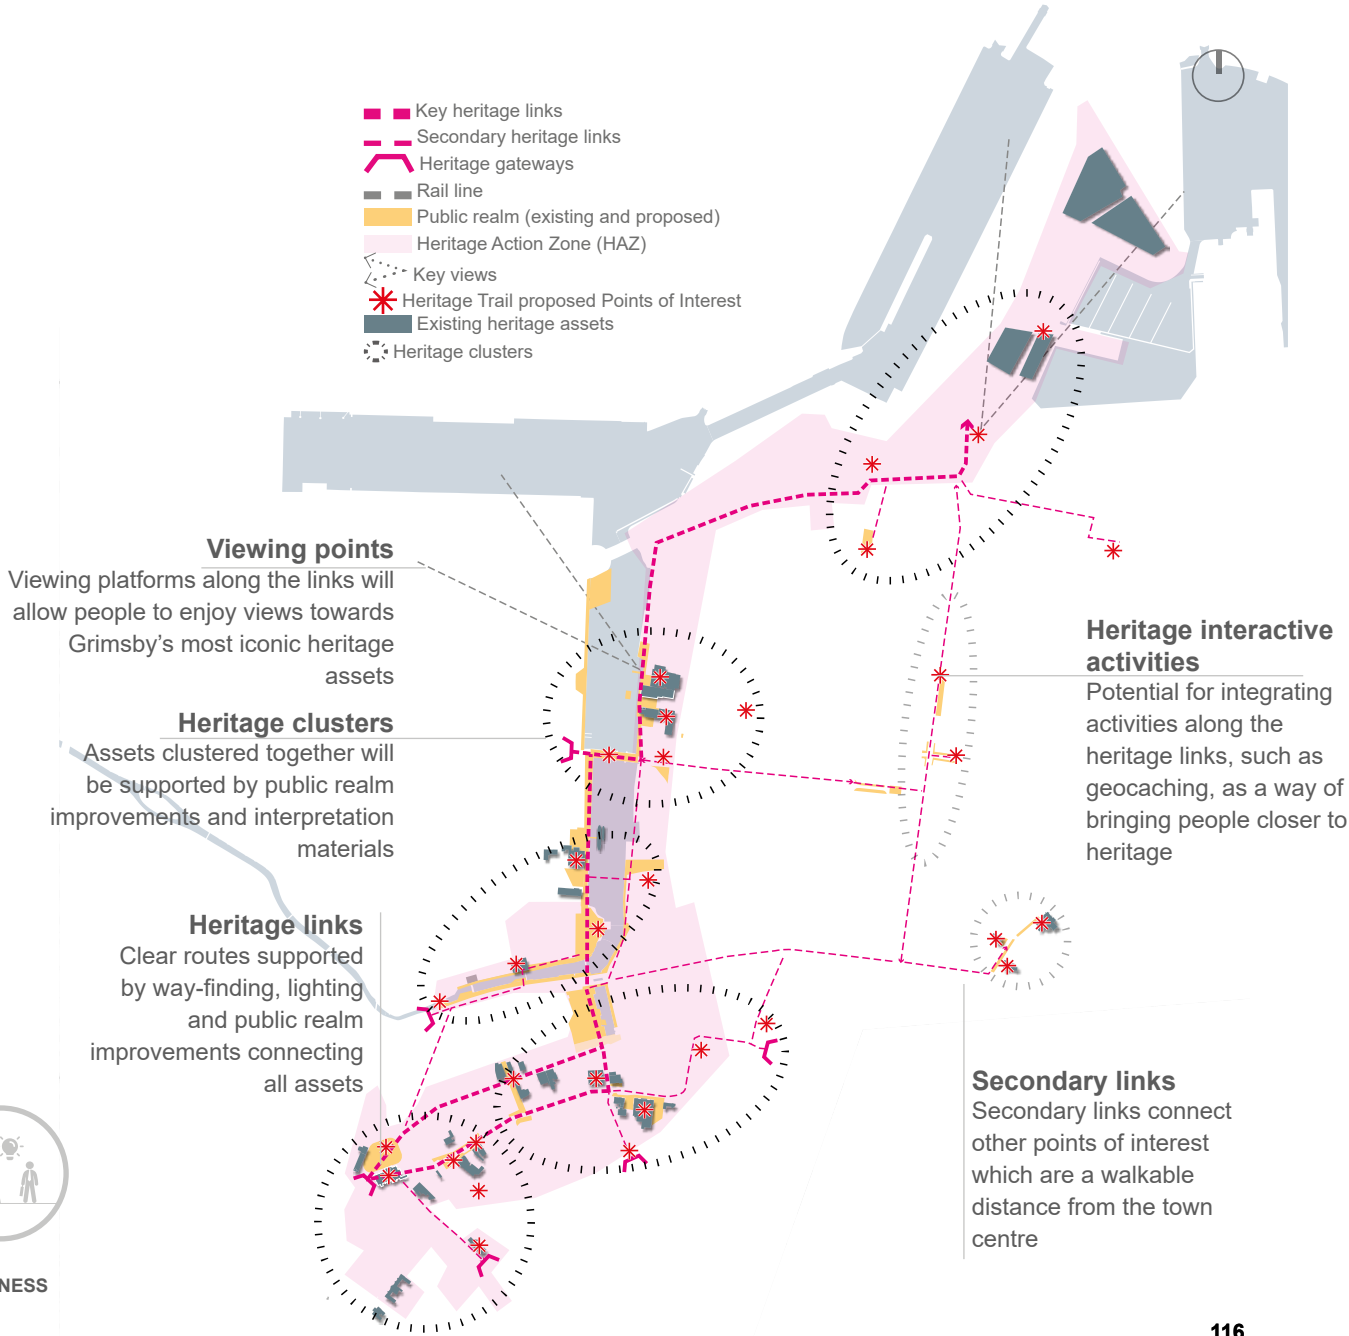 Key heritage links
Secondary heritage links
Heritage gateways
Rail line
Public realm (existing and proposed)
Heritage Action Zone (HAZ)
Key views
Heritage Trail proposed Points of Interest
Existing heritage assets
Heritage clusters
Viewing points
Viewing platforms along the links will
allow people to enjoy views towards
Grimsby's most iconic heritage
assets
Heritage clusters
Assets clustered together will
be supported by public realm
improvements and interpretation
materials
Heritage links
Clear routes supported
by way-finding, lighting
and public realm
improvements connecting
all assets
Heritage interactive
activities
Potential for integrating
activities along the
heritage links, such as
geocaching, as a way of
bringing people closer to
heritage
Secondary links
Secondary links connect
other points of interest
which are a walkable
distance from the town
centre
NESS
116